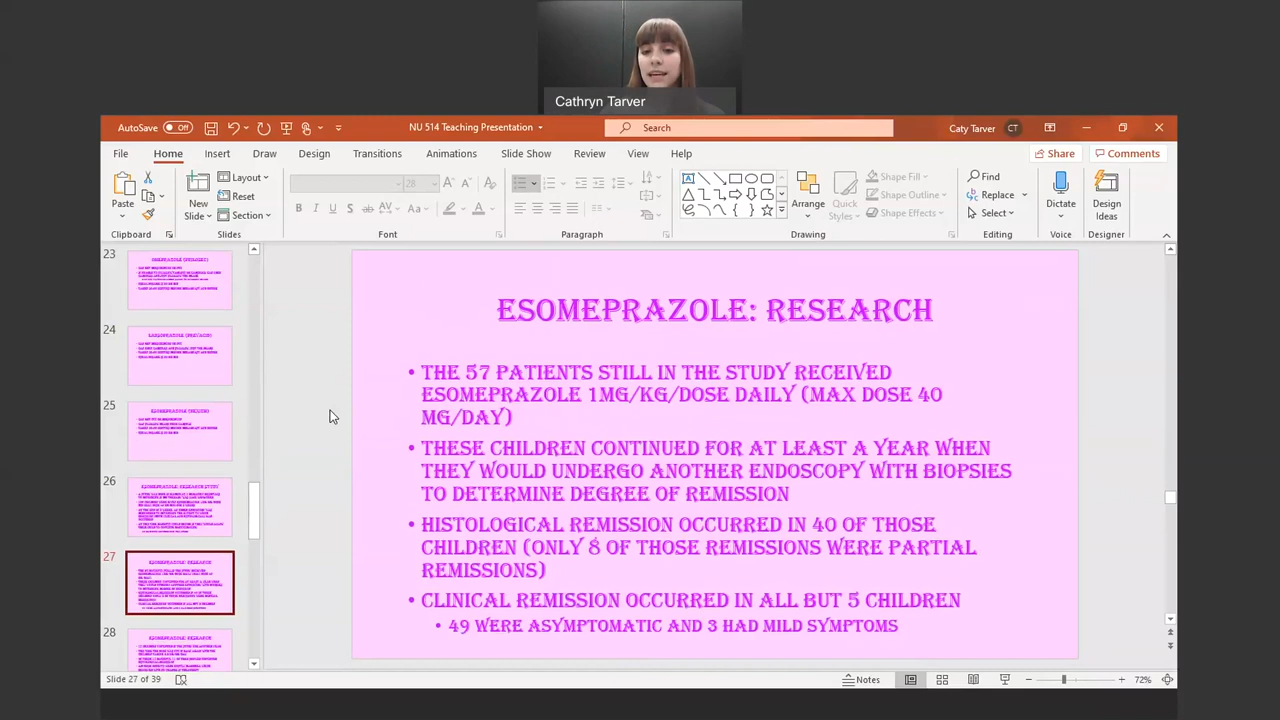 Cathryn Tarver
AutoSave Off NU 514 Teaching Presentation Search Caty Tarver CT
File Home Insert Draw Design Transitions Animations Slide Show Review View Help Share Comments
Paste New Slide Layout Reset Section 28 Arrange Quick Styles Shape Fill Shape Outline Shape Effects Find Replace Select Dictate Design Ideas
Clipboard Slides Font Paragraph Drawing Editing Voice Designer
23
24
25
26
27
28
ESOMEPRAZOLE: RESEARCH
• THE 57 PATIENTS STILL IN THE STUDY RECEIVED
ESOMEPRAZOLE 1MG/KG/DOSE DAILY (MAX DOSE 40
MG/DAY)
• THESE CHILDREN CONTINUED FOR AT LEAST A YEAR WHEN
THEY WOULD UNDERGO ANOTHER ENDOSCOPY WITH BIOPSIES
TO DETERMINE DEGREE OF REMISSION
• HISTOLOGICAL REMISSION OCCURRED IN 40 OF THOSE
CHILDREN (ONLY 8 OF THOSE REMISSIONS WERE PARTIAL
REMISSIONS)
• CLINICAL REMISSION OCCURRED IN ALL BUT 5 CHILDREN
• 49 WERE ASYMPTOMATIC AND 3 HAD MILD SYMPTOMS
Slide 27 of 39 Notes 72%